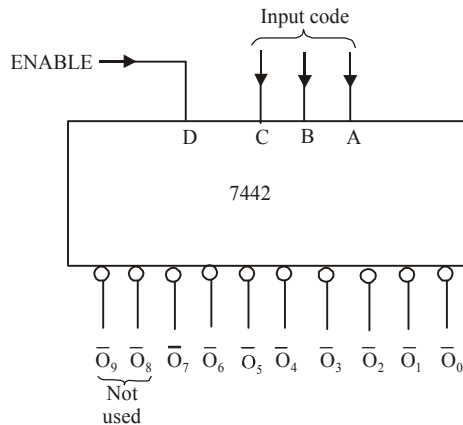 Input code
ENABLE
D C B A
7442
O̅₉ O̅₈ O̅₇ O̅₆ O̅₅ O̅₄ O̅₃ O̅₂ O̅₁ O̅₀
Not
used